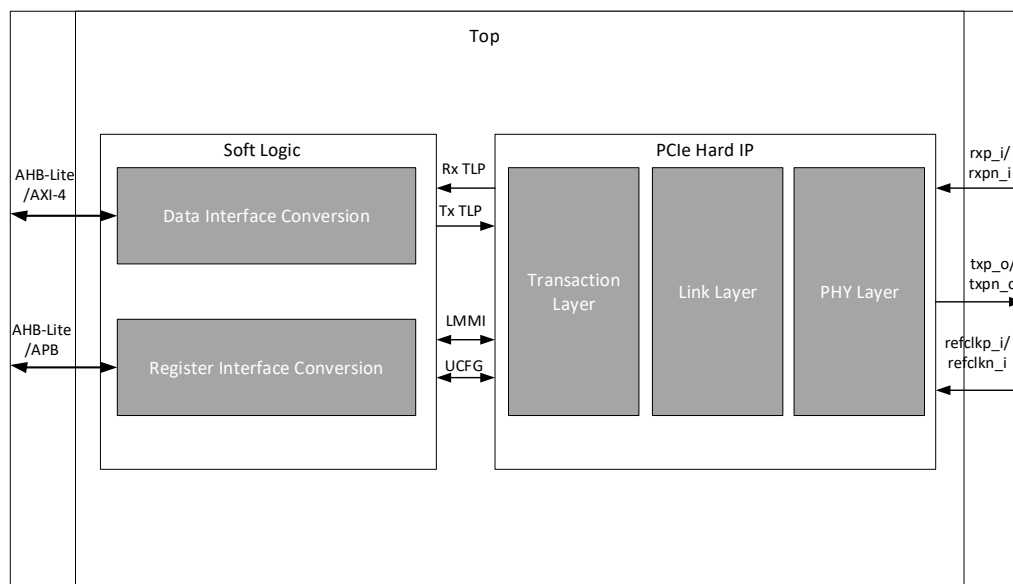 Top
Soft Logic
PCIe Hard IP
AHB-Lite
/AXI-4
Data Interface Conversion
Rx TLP
Tx TLP
AHB-Lite
/APB
Register Interface Conversion
LMMI
UCFG
Transaction
Layer
Link Layer
PHY Layer
rxp_i/
rxpn_i
txp_o/
txpn_o
refclkp_i/
refclkn_i